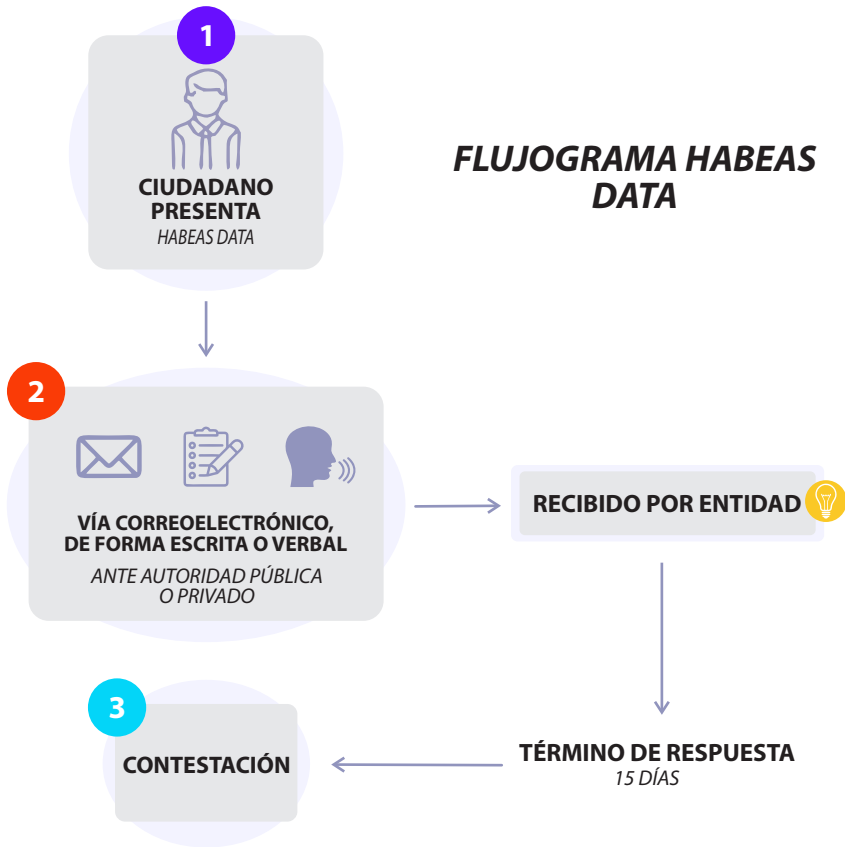 1
CIUDADANO
PRESENTA
HABEAS DATA
FLUJOGRAMA HABEAS
DATA
2
VÍA CORREOELECTRÓNICO,
DE FORMA ESCRITA O VERBAL
ANTE AUTORIDAD PÚBLICA
O PRIVADO
RECIBIDO POR ENTIDAD
TÉRMINO DE RESPUESTA
15 DÍAS
3
CONTESTACIÓN